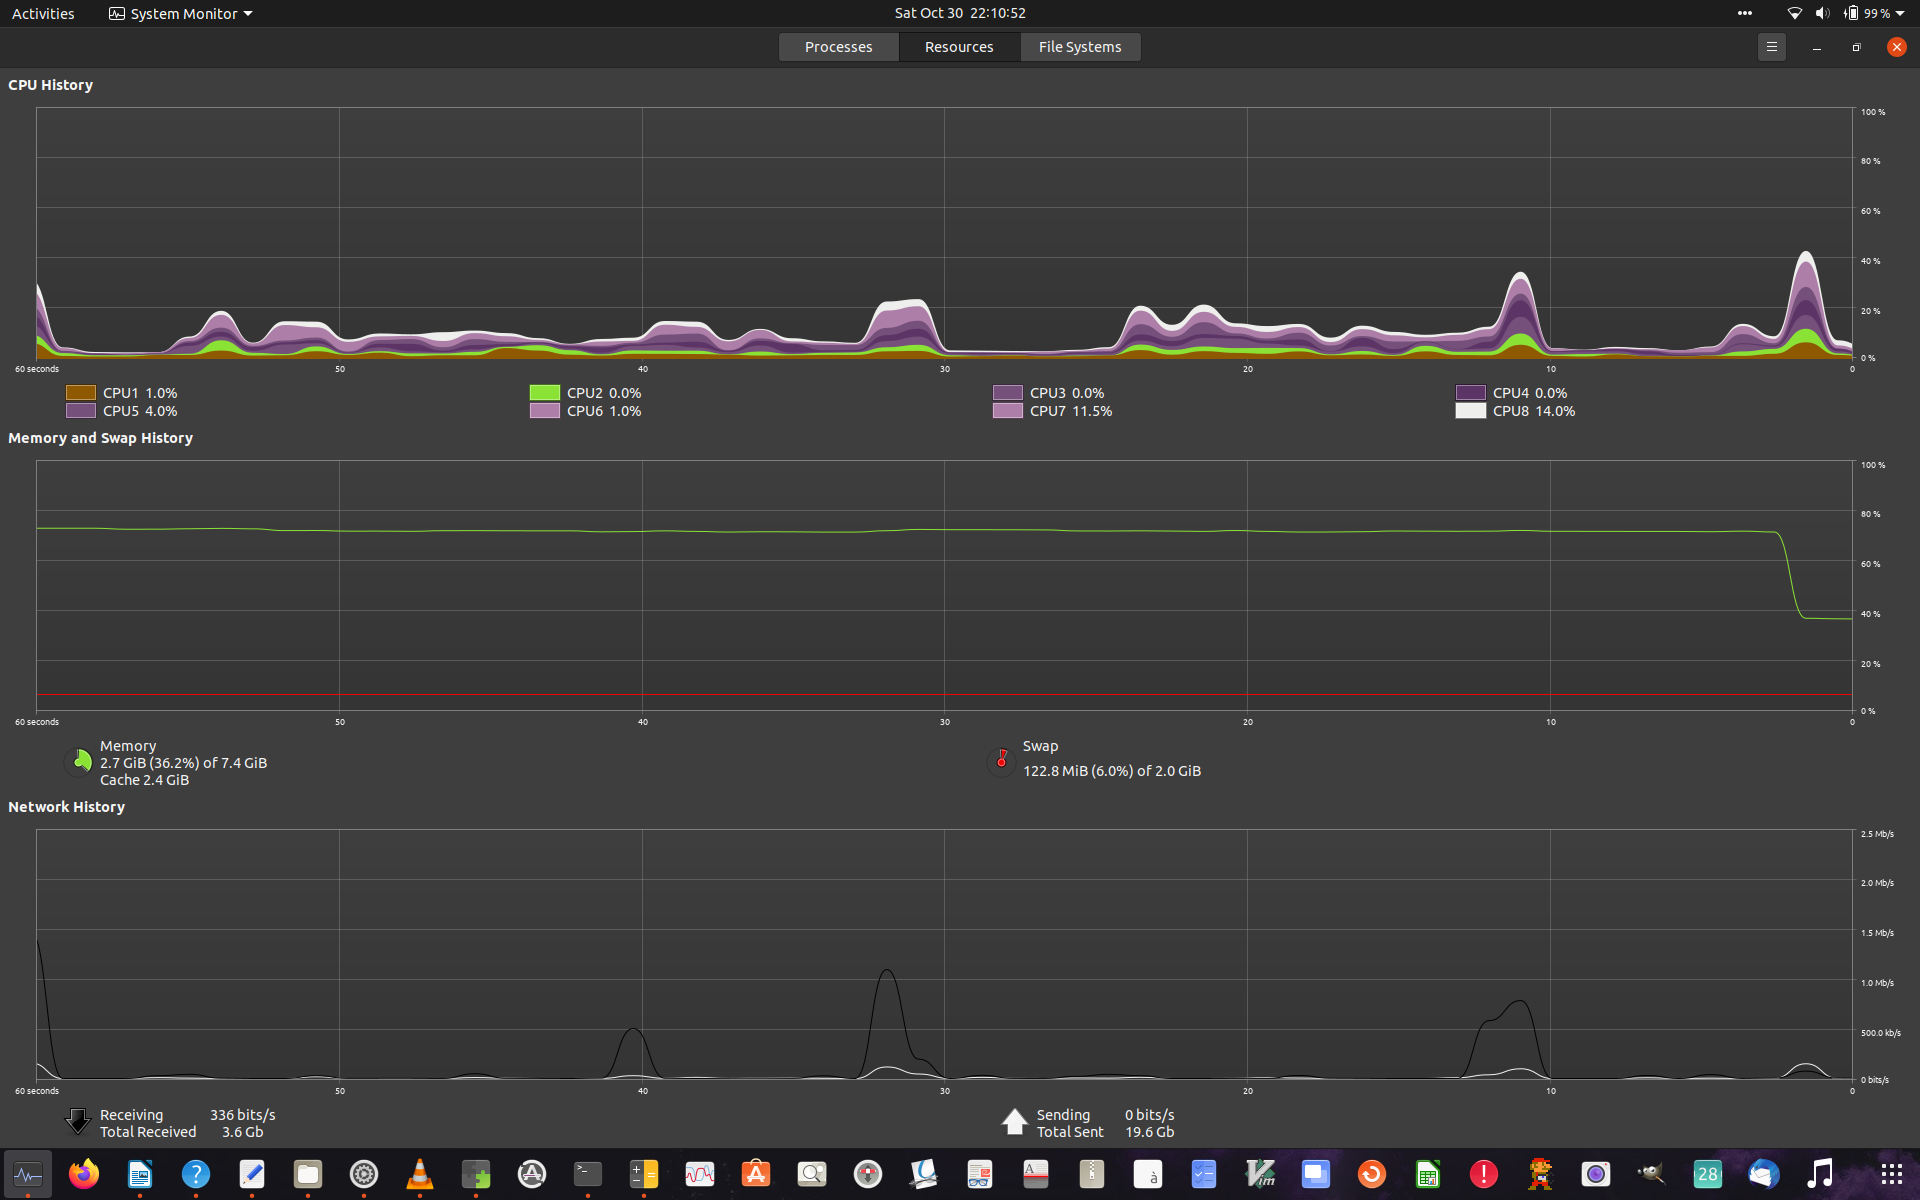 Activities System Monitor Sat Oct 30 22:10:52 99 %
Processes Resources File Systems
CPU History
100 %
80 %
60 %
40 %
20 %
0 %
60 seconds 50 40 30 20 10 0
CPU1 1.0% CPU2 0.0% CPU3 0.0% CPU4 0.0%
CPU5 4.0% CPU6 1.0% CPU7 11.5% CPU8 14.0%
Memory and Swap History
100 %
80 %
60 %
40 %
20 %
0 %
60 seconds 50 40 30 20 10 0
Memory
2.7 GiB (36.2%) of 7.4 GiB
Cache 2.4 GiB
Swap
122.8 MiB (6.0%) of 2.0 GiB
Network History
2.5 Mb/s
2.0 Mb/s
1.5 Mb/s
1.0 Mb/s
500.0 kb/s
0 bits/s
60 seconds 50 40 30 20 10 0
Receiving 336 bits/s
Total Received 3.6 Gb
Sending 0 bits/s
Total Sent 19.6 Gb
? >_ A à Vim ! 28